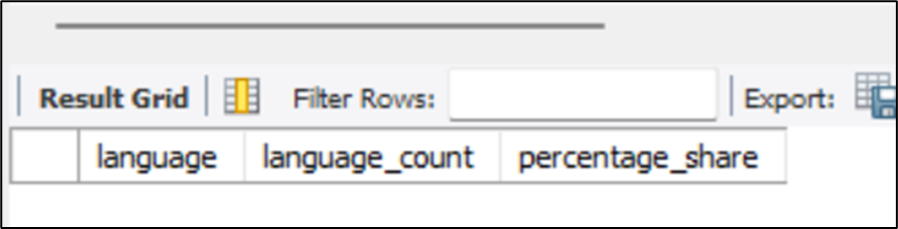 Result Grid Filter Rows: Export:
language language_count percentage_share